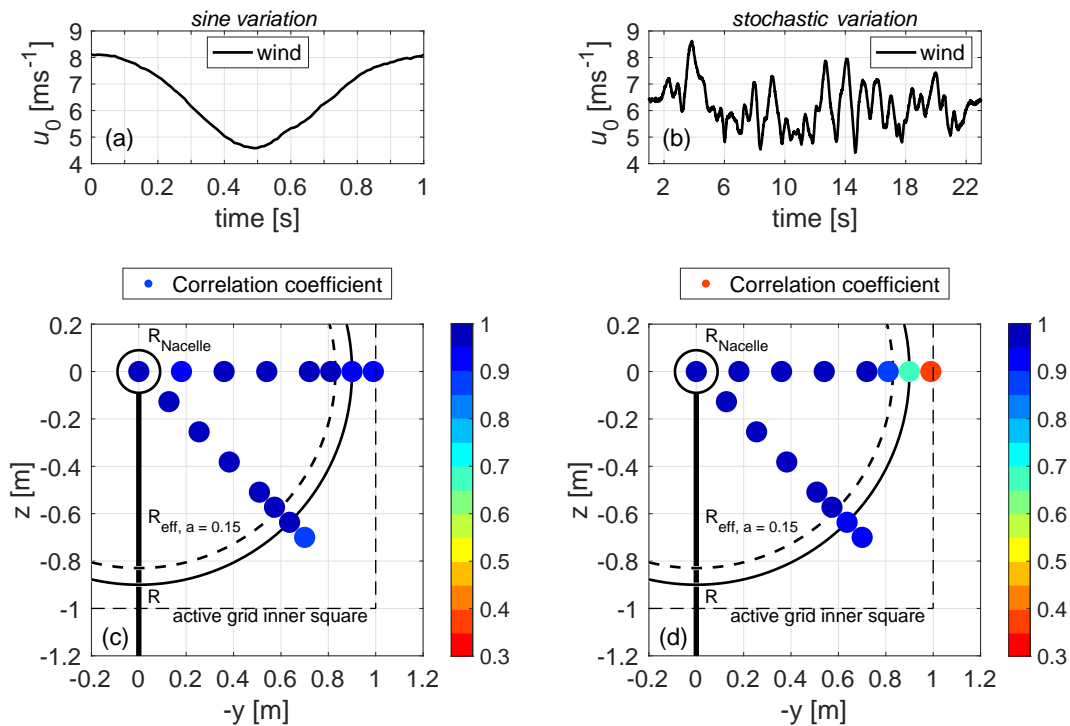 sine variation
9
8
7
6
5
4
u0 [ms-1]
wind
(a)
0 0.2 0.4 0.6 0.8 1
time [s]
stochastic variation
9
8
7
6
5
4
u0 [ms-1]
wind
(b)
2 6 10 14 18 22
time [s]
Correlation coefficient
0.2
0
-0.2
-0.4
-0.6
-0.8
-1
-1.2
z [m]
RNacelle
Reff, a = 0.15
R
active grid inner square
(c)
-0.2 0 0.2 0.4 0.6 0.8 1 1.2
-y [m]
1
0.9
0.8
0.7
0.6
0.5
0.4
0.3
Correlation coefficient
0.2
0
-0.2
-0.4
-0.6
-0.8
-1
-1.2
z [m]
RNacelle
Reff, a = 0.15
R
active grid inner square
(d)
-0.2 0 0.2 0.4 0.6 0.8 1 1.2
-y [m]
1
0.9
0.8
0.7
0.6
0.5
0.4
0.3